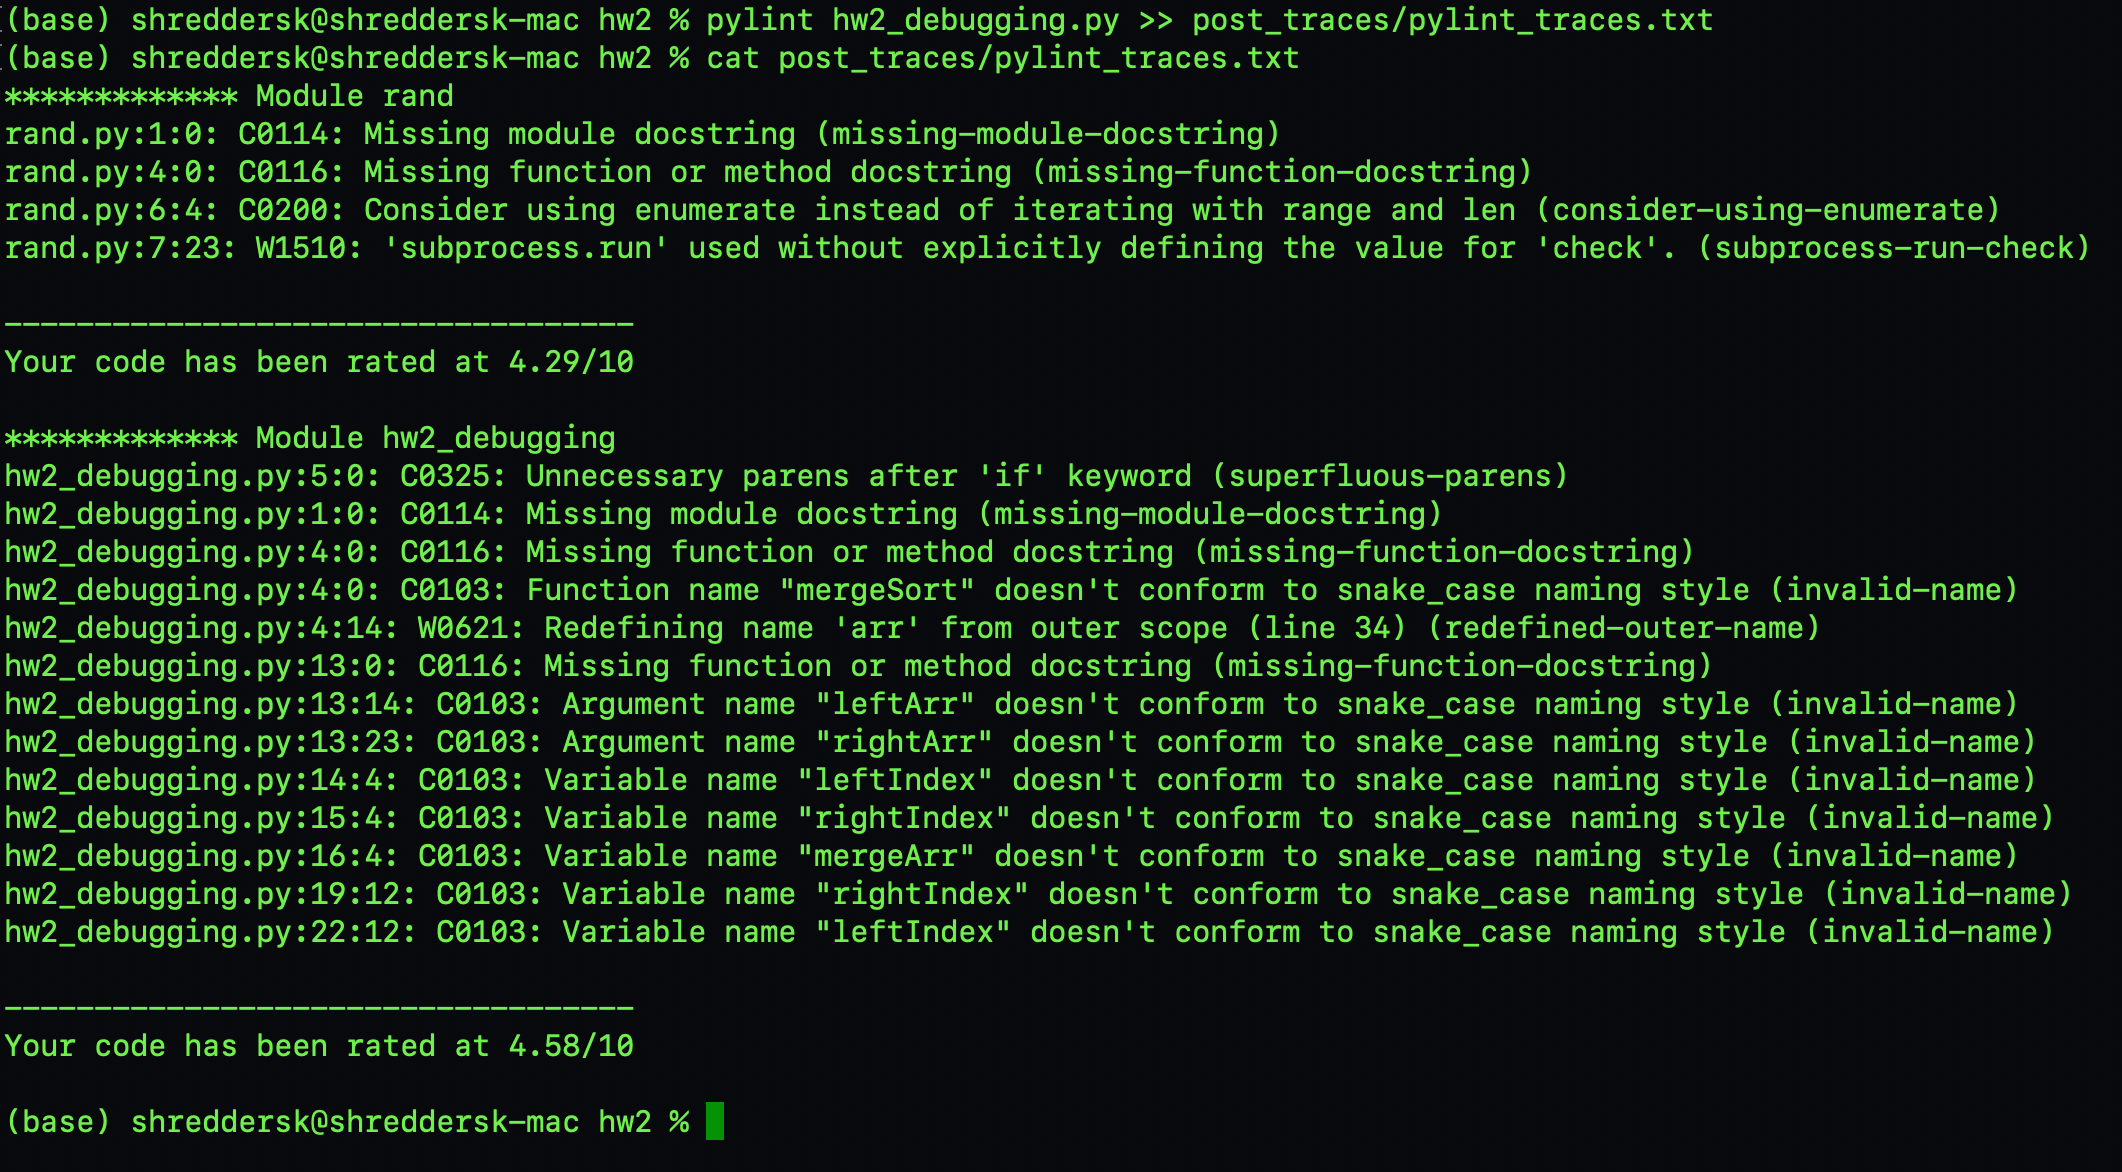 (base) shreddersk@shreddersk-mac hw2 % pylint hw2_debugging.py >> post_traces/pylint_traces.txt
(base) shreddersk@shreddersk-mac hw2 % cat post_traces/pylint_traces.txt
************* Module rand
rand.py:1:0: C0114: Missing module docstring (missing-module-docstring)
rand.py:4:0: C0116: Missing function or method docstring (missing-function-docstring)
rand.py:6:4: C0200: Consider using enumerate instead of iterating with range and len (consider-using-enumerate)
rand.py:7:23: W1510: 'subprocess.run' used without explicitly defining the value for 'check'. (subprocess-run-check)
-----------------------------------
Your code has been rated at 4.29/10
************* Module hw2_debugging
hw2_debugging.py:5:0: C0325: Unnecessary parens after 'if' keyword (superfluous-parens)
hw2_debugging.py:1:0: C0114: Missing module docstring (missing-module-docstring)
hw2_debugging.py:4:0: C0116: Missing function or method docstring (missing-function-docstring)
hw2_debugging.py:4:0: C0103: Function name "mergeSort" doesn't conform to snake_case naming style (invalid-name)
hw2_debugging.py:4:14: W0621: Redefining name 'arr' from outer scope (line 34) (redefined-outer-name)
hw2_debugging.py:13:0: C0116: Missing function or method docstring (missing-function-docstring)
hw2_debugging.py:13:14: C0103: Argument name "leftArr" doesn't conform to snake_case naming style (invalid-name)
hw2_debugging.py:13:23: C0103: Argument name "rightArr" doesn't conform to snake_case naming style (invalid-name)
hw2_debugging.py:14:4: C0103: Variable name "leftIndex" doesn't conform to snake_case naming style (invalid-name)
hw2_debugging.py:15:4: C0103: Variable name "rightIndex" doesn't conform to snake_case naming style (invalid-name)
hw2_debugging.py:16:4: C0103: Variable name "mergeArr" doesn't conform to snake_case naming style (invalid-name)
hw2_debugging.py:19:12: C0103: Variable name "rightIndex" doesn't conform to snake_case naming style (invalid-name)
hw2_debugging.py:22:12: C0103: Variable name "leftIndex" doesn't conform to snake_case naming style (invalid-name)
-----------------------------------
Your code has been rated at 4.58/10
(base) shreddersk@shreddersk-mac hw2 %